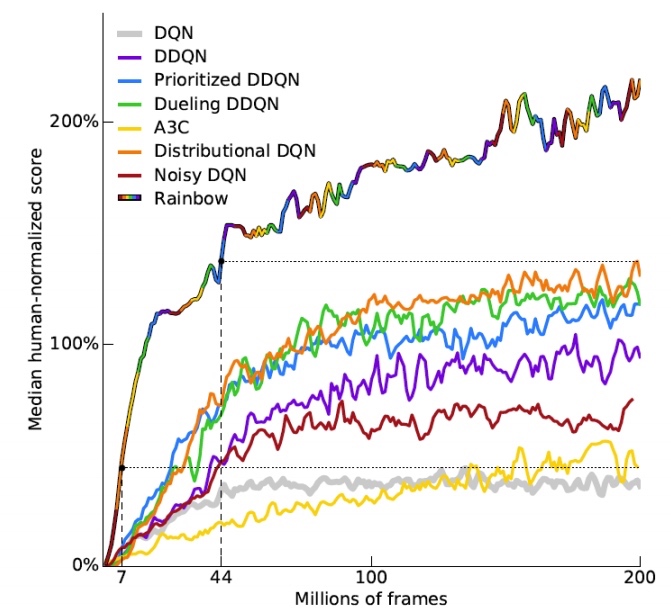 DQN
DDQN
Prioritized DDQN
Dueling DDQN
A3C
Distributional DQN
Noisy DQN
Rainbow
200%
100%
0%
Median human-normalized score
7
44
100
200
Millions of frames